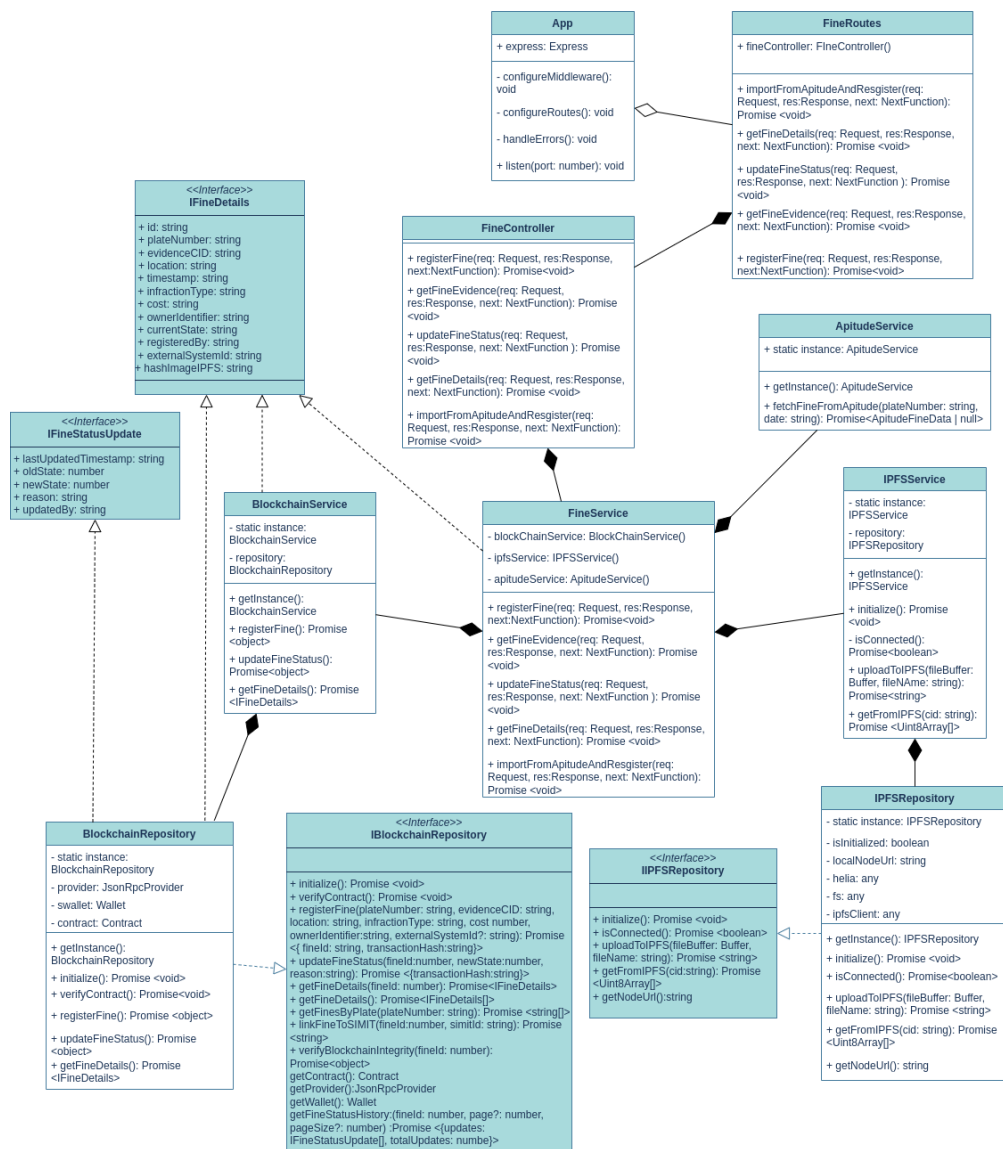 App
+ express: Express
- configureMiddleware():
void
- configureRoutes(): void
- handleErrors(): void
+ listen(port: number): void
FineRoutes
+ fineController: FIneController()
+ importFromApitudeAndResgister(req:
Request, res:Response, next: NextFunction):
Promise <void>
+ getFineDetails(req: Request, res:Response,
next: NextFunction): Promise <void>
+ updateFineStatus(req: Request,
res:Response, next: NextFunction ): Promise
<void>
+ getFineEvidence(req: Request, res:Response,
next: NextFunction): Promise <void>
+ registerFine(req: Request, res:Response,
next:NextFunction): Promise<void>
<<Interface>>
IFineDetails
+ id: string
+ plateNumber: string
+ evidenceCID: string
+ location: string
+ timestamp: string
+ infractionType: string
+ cost: string
+ ownerIdentifier: string
+ currentState: string
+ registeredBy: string
+ externalSystemId: string
+ hashImageIPFS: string
FineController
+ registerFine(req: Request, res:Response,
next:NextFunction): Promise<void>
+ getFineEvidence(req: Request,
res:Response, next: NextFunction): Promise
<void>
+ updateFineStatus(req: Request,
res:Response, next: NextFunction ): Promise
<void>
+ getFineDetails(req: Request, res:Response,
next: NextFunction): Promise <void>
+ importFromApitudeAndResgister(req:
Request, res:Response, next: NextFunction):
Promise <void>
ApitudeService
+ static instance: ApitudeService
+ getInstance(): ApitudeService
+ fetchFineFromApitude(plateNumber: string,
date: string): Promise<ApitudeFineData | null>
<<Interface>>
IFineStatusUpdate
+ lastUpdatedTimestamp: string
+ oldState: number
+ newState: number
+ reason: string
+ updatedBy: string
BlockchainService
- static instance:
BlockchainService
- repository:
BlockchainRepository
+ getInstance():
BlockchainService
+ registerFine(): Promise
<object>
+ updateFineStatus():
Promise<object>
+ getFineDetails(): Promise
<IFineDetails>
FineService
- blockChainService: BlockChainService()
- ipfsService: IPFSService()
- apitudeService: ApitudeService()
+ registerFine(req: Request, res:Response,
next:NextFunction): Promise<void>
+ getFineEvidence(req: Request,
res:Response, next: NextFunction): Promise
<void>
+ updateFineStatus(req: Request,
res:Response, next: NextFunction ): Promise
<void>
+ getFineDetails(req: Request, res:Response,
next: NextFunction): Promise <void>
+ importFromApitudeAndResgister(req:
Request, res:Response, next: NextFunction):
Promise <void>
IPFSService
- static instance:
IPFSService
- repository:
IPFSRepository
+ getInstance():
IPFSService
+ initialize(): Promise
<void>
- isConnected():
Promise<boolean>
+ uploadToIPFS(fileBuffer:
Buffer, fileNAme: string):
Promise<string>
+ getFromIPFS(cid: string):
Promise <Uint8Array[]>
BlockchainRepository
- static instance:
BlockchainRepository
- provider: JsonRpcProvider
- swallet: Wallet
- contract: Contract
+ getInstance():
BlockchainRepository
+ initialize(): Promise <void>
+ verifyContract(): Promise<void>
+ registerFine(): Promise <object>
+ updateFineStatus(): Promise
<object>
+ getFineDetails(): Promise
<IFineDetails>
<<Interface>>
IBlockchainRepository
+ initialize(): Promise <void>
+ verifyContract(): Promise <void>
+ registerFine(plateNumber: string, evidenceCID: string,
location: string, infractionType: string, cost number,
ownerIdentifier:string, externalSystemId?: string): Promise
<{ fineId: string, transactionHash:string}>
+ updateFineStatus(fineId:number, newState:number,
reason:string): Promise <{transactionHash:string}>
+ getFineDetails(fineId: number): Promise<IFineDetails>
+ getFineDetails(): Promise<IFineDetails[]>
+ getFinesByPlate(plateNumber: string): Promise <string[]>
+ linkFineToSIMIT(fineId:number, simitId: string): Promise
<string>
+ verifyBlockchainIntegrity(fineId: number):
Promise<object>
getContract(): Contract
getProvider():JsonRpcProvider
getWallet(): Wallet
getFineStatusHistory:(fineId: number, page?: number,
pageSize?: number) :Promise <{updates:
IFineStatusUpdate[], totalUpdates: numbe}>
<<Interface>>
IIPFSRepository
+ initialize(): Promise <void>
+ isConnected(): Promise <boolean>
+ uploadToIPFS(fileBuffer: Buffer,
fileName: string): Promise <string>
+ getFromIPFS(cid:string): Promise
<Uint8Array[]>
+ getNodeUrl():string
IPFSRepository
- static instance: IPFSRepository
- isInitialized: boolean
- localNodeUrl: string
- helia: any
- fs: any
- ipfsClient: any
+ getInstance(): IPFSRepository
+ initialize(): Promise <void>
+ isConnected(): Promise<boolean>
+ uploadToIPFS(fileBuffer: Buffer,
fileName: string): Promise <string>
+ getFromIPFS(cid: string): Promise
<Uint8Array[]>
+ getNodeUrl(): string